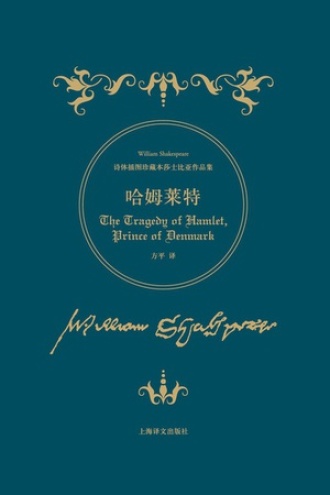 William Shakespeare
诗体插图珍藏本莎士比亚作品集
哈姆莱特
The Tragedy of Hamlet,
Prince of Denmark
方平 译
William Shakspeare
上海译文出版社